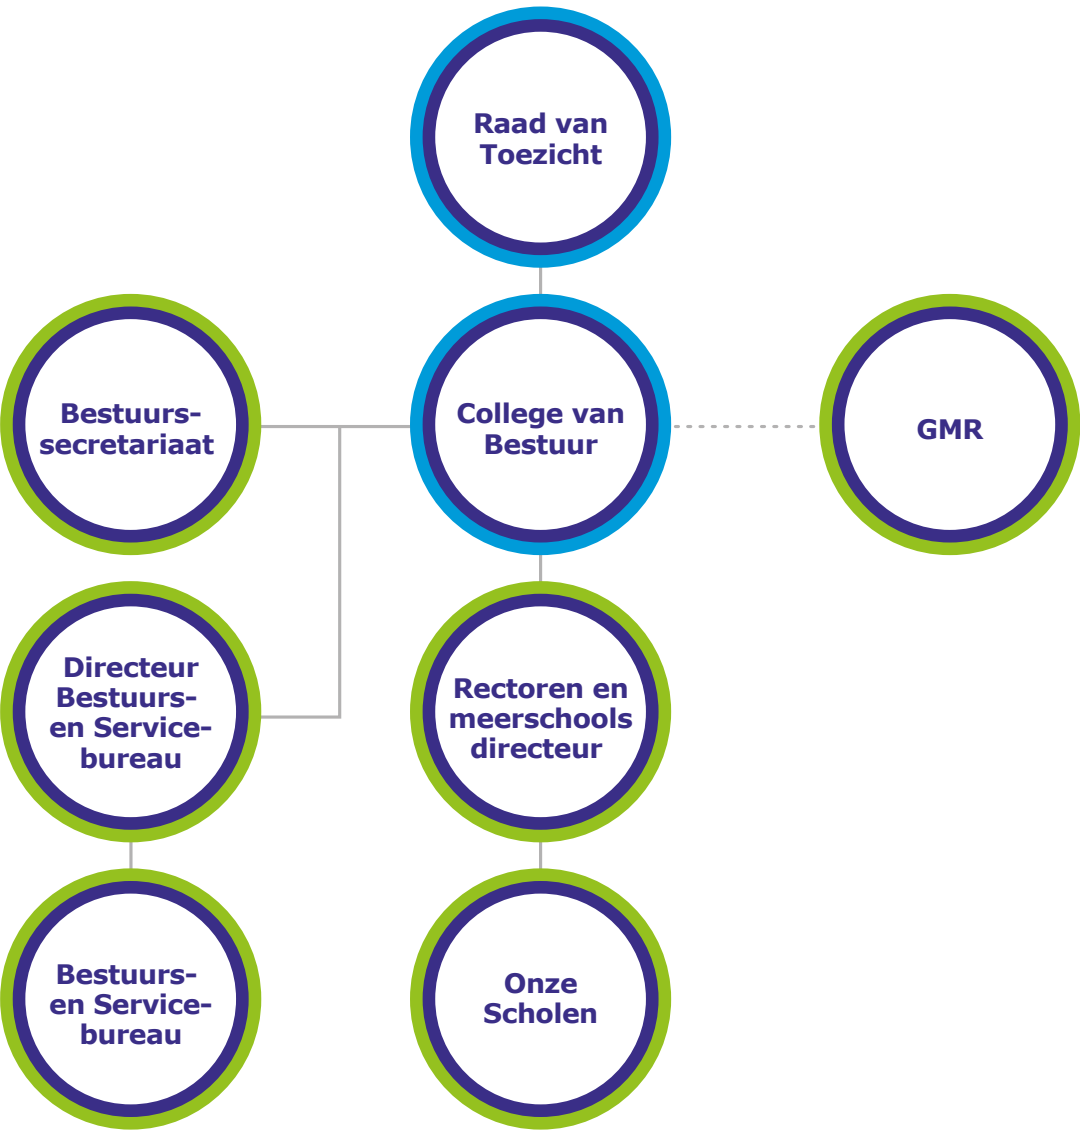 Raad van
Toezicht
Bestuurs-
secretariaat
College van
Bestuur
GMR
Directeur
Bestuurs-
en Service-
bureau
Rectoren en
meerschools
directeur
Bestuurs-
en Service-
bureau
Onze
Scholen